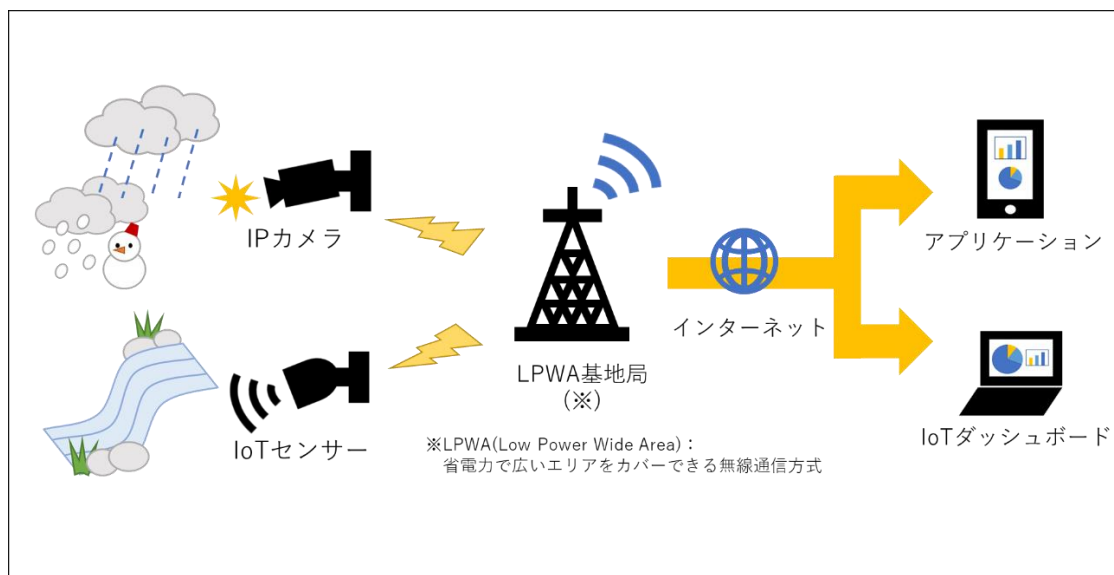 IPカメラ
IoTセンサー
LPWA基地局
(※)
※LPWA(Low Power Wide Area)：
省電力で広いエリアをカバーできる無線通信方式
インターネット
アプリケーション
IoTダッシュボード